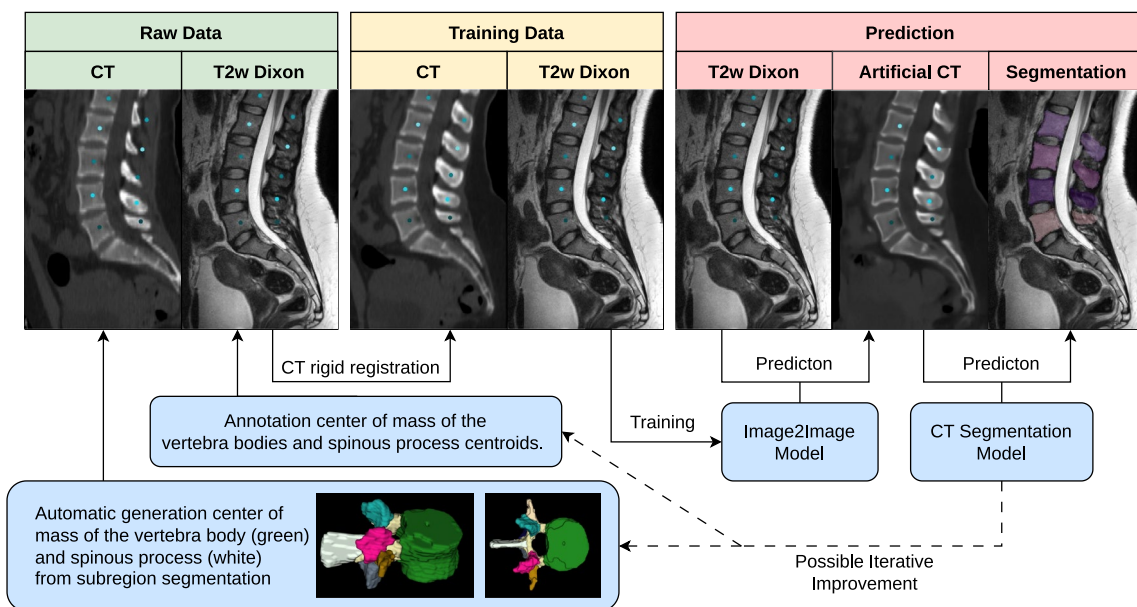 Raw Data
Training Data
Prediction
CT
T2w Dixon
CT
T2w Dixon
T2w Dixon
Artificial CT
Segmentation
CT rigid registration
Predicton
Predicton
Annotation center of mass of the
vertebra bodies and spinous process centroids.
Training
Image2Image
Model
CT Segmentation
Model
Automatic generation center of
mass of the vertebra body (green)
and spinous process (white)
from subregion segmentation
Possible Iterative
Improvement